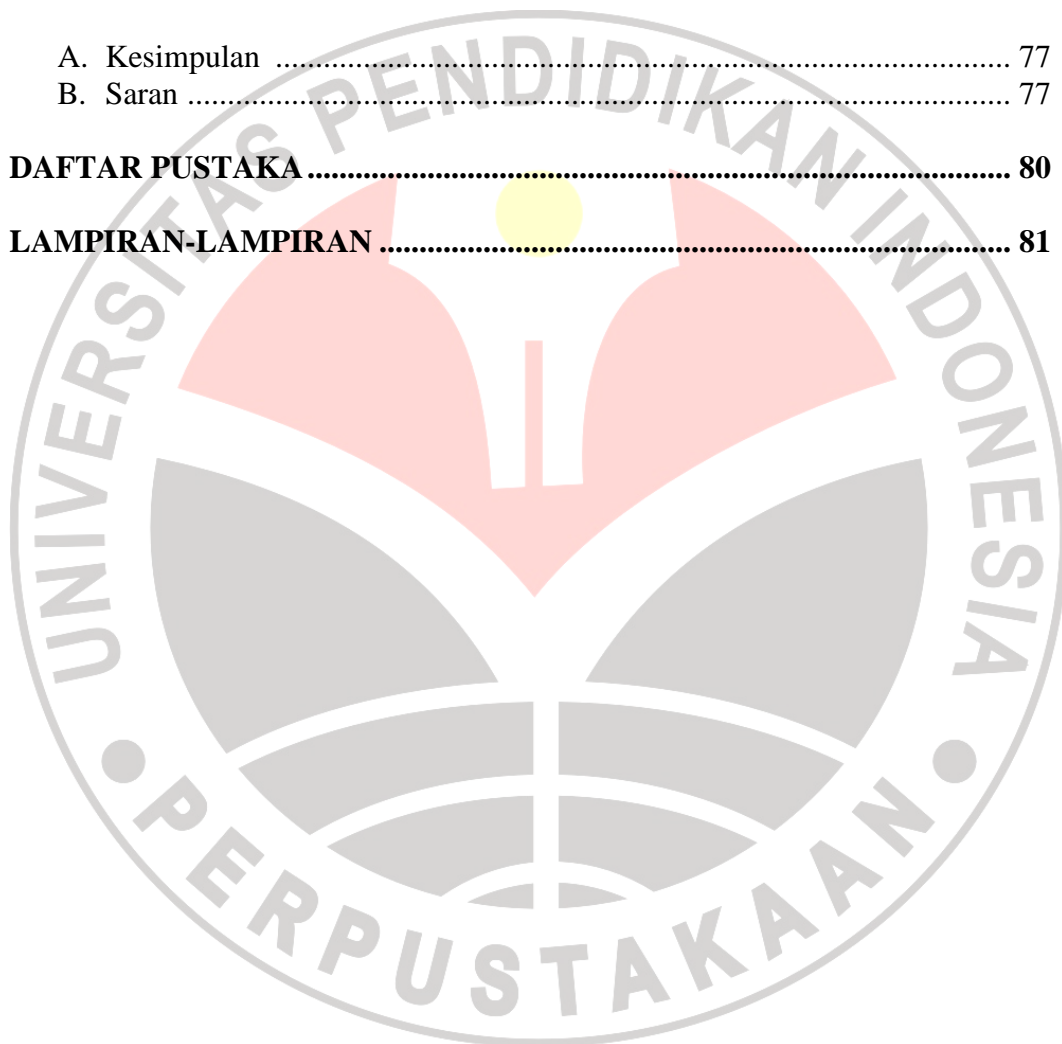 A. Kesimpulan ............................................................................................ 77
B. Saran ....................................................................................................... 77
DAFTAR PUSTAKA ........................................................................................ 80
LAMPIRAN-LAMPIRAN ............................................................................... 81
UNIVERSITAS PENDIDIKAN INDONESIA
PERPUSTAKAAN